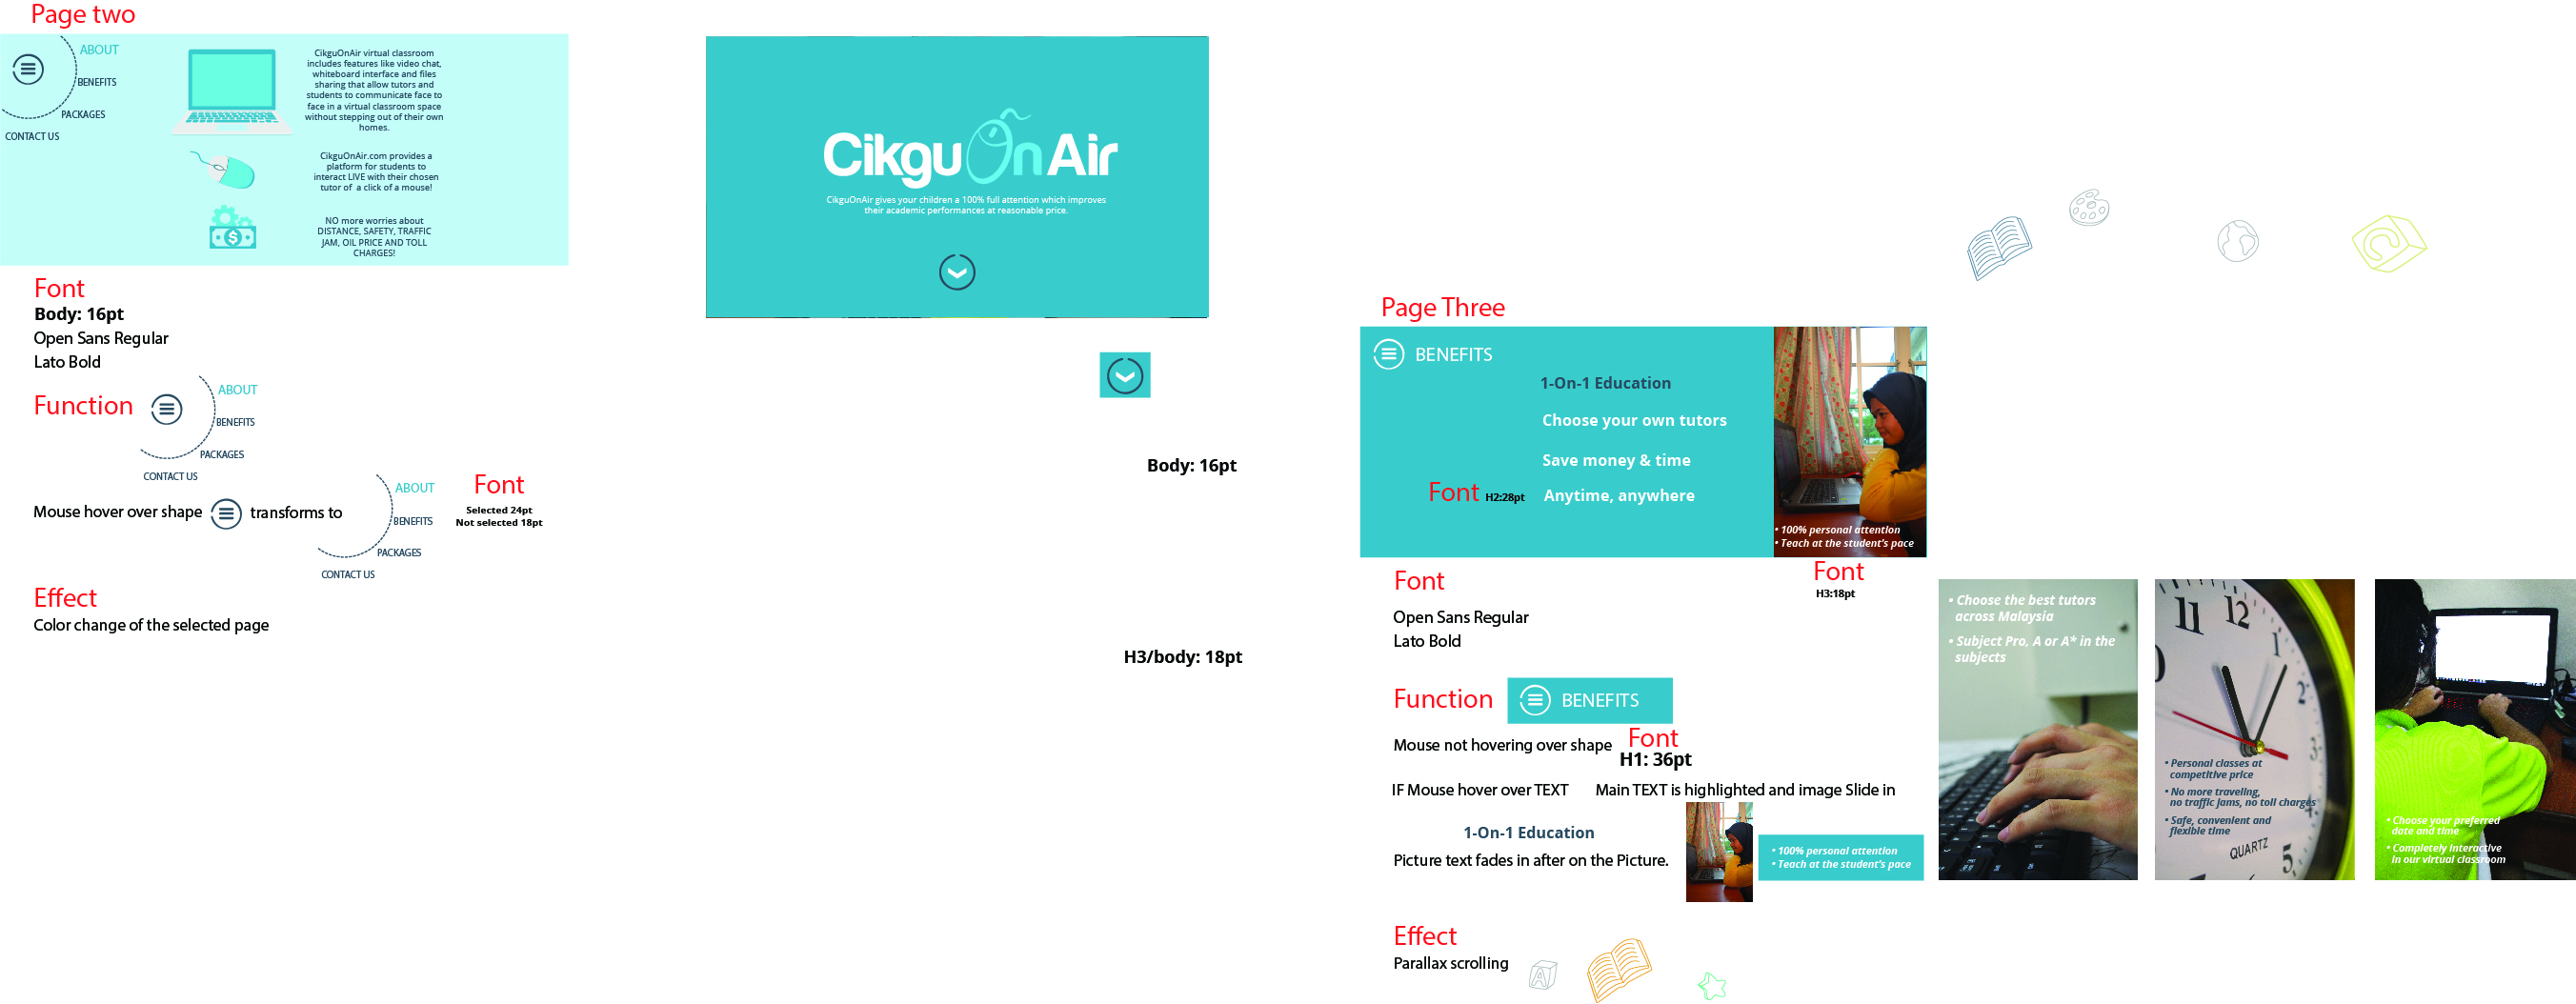 Page two
ABOUT
BENEFITS
PACKAGES
CONTACT US
CikguOnAir virtual classroom
includes features like video chat,
whiteboard interface and files
sharing that allow tutors and
students to communicate face to
face in a virtual classroom space
without stepping out of their own
homes.
CikguOnAir.com provides a
platform for students to
interact LIVE with their chosen
tutor of a click of a mouse!
NO more worries about
DISTANCE, SAFETY, TRAFFIC
JAM, OIL PRICE AND TOLL
CHARGES!
Font
Body: 16pt
Open Sans Regular
Lato Bold
Function
ABOUT
BENEFITS
PACKAGES
CONTACT US
Mouse hover over shape
transforms to
ABOUT
BENEFITS
PACKAGES
CONTACT US
Font
Selected 24pt
Not selected 18pt
Effect
Color change of the selected page
CikguOnAir
CikguOnAir gives your children a 100% full attention which improves
their academic performances at reasonable price.
Body: 16pt
H3/body: 18pt
Page Three
BENEFITS
1-On-1 Education
Choose your own tutors
Save money & time
Font H2:28pt Anytime, anywhere
• 100% personal attention
• Teach at the student's pace
Font
H3:18pt
Font
Open Sans Regular
Lato Bold
Function
BENEFITS
Mouse not hovering over shape
Font
H1: 36pt
IF Mouse hover over TEXT
Main TEXT is highlighted and image Slide in
1-On-1 Education
Picture text fades in after on the Picture.
• 100% personal attention
• Teach at the student's pace
Effect
Parallax scrolling
A
• Choose the best tutors
across Malaysia
• Subject Pro, A or A* in the
subjects
11
12
1
2
5
• Personal classes at
competitive price
• No more traveling,
no traffic jams, no toll charges
• Safe, convenient and
flexible time
QUARTZ
• Choose your preferred
date and time
• Completely interactive
in our virtual classroom